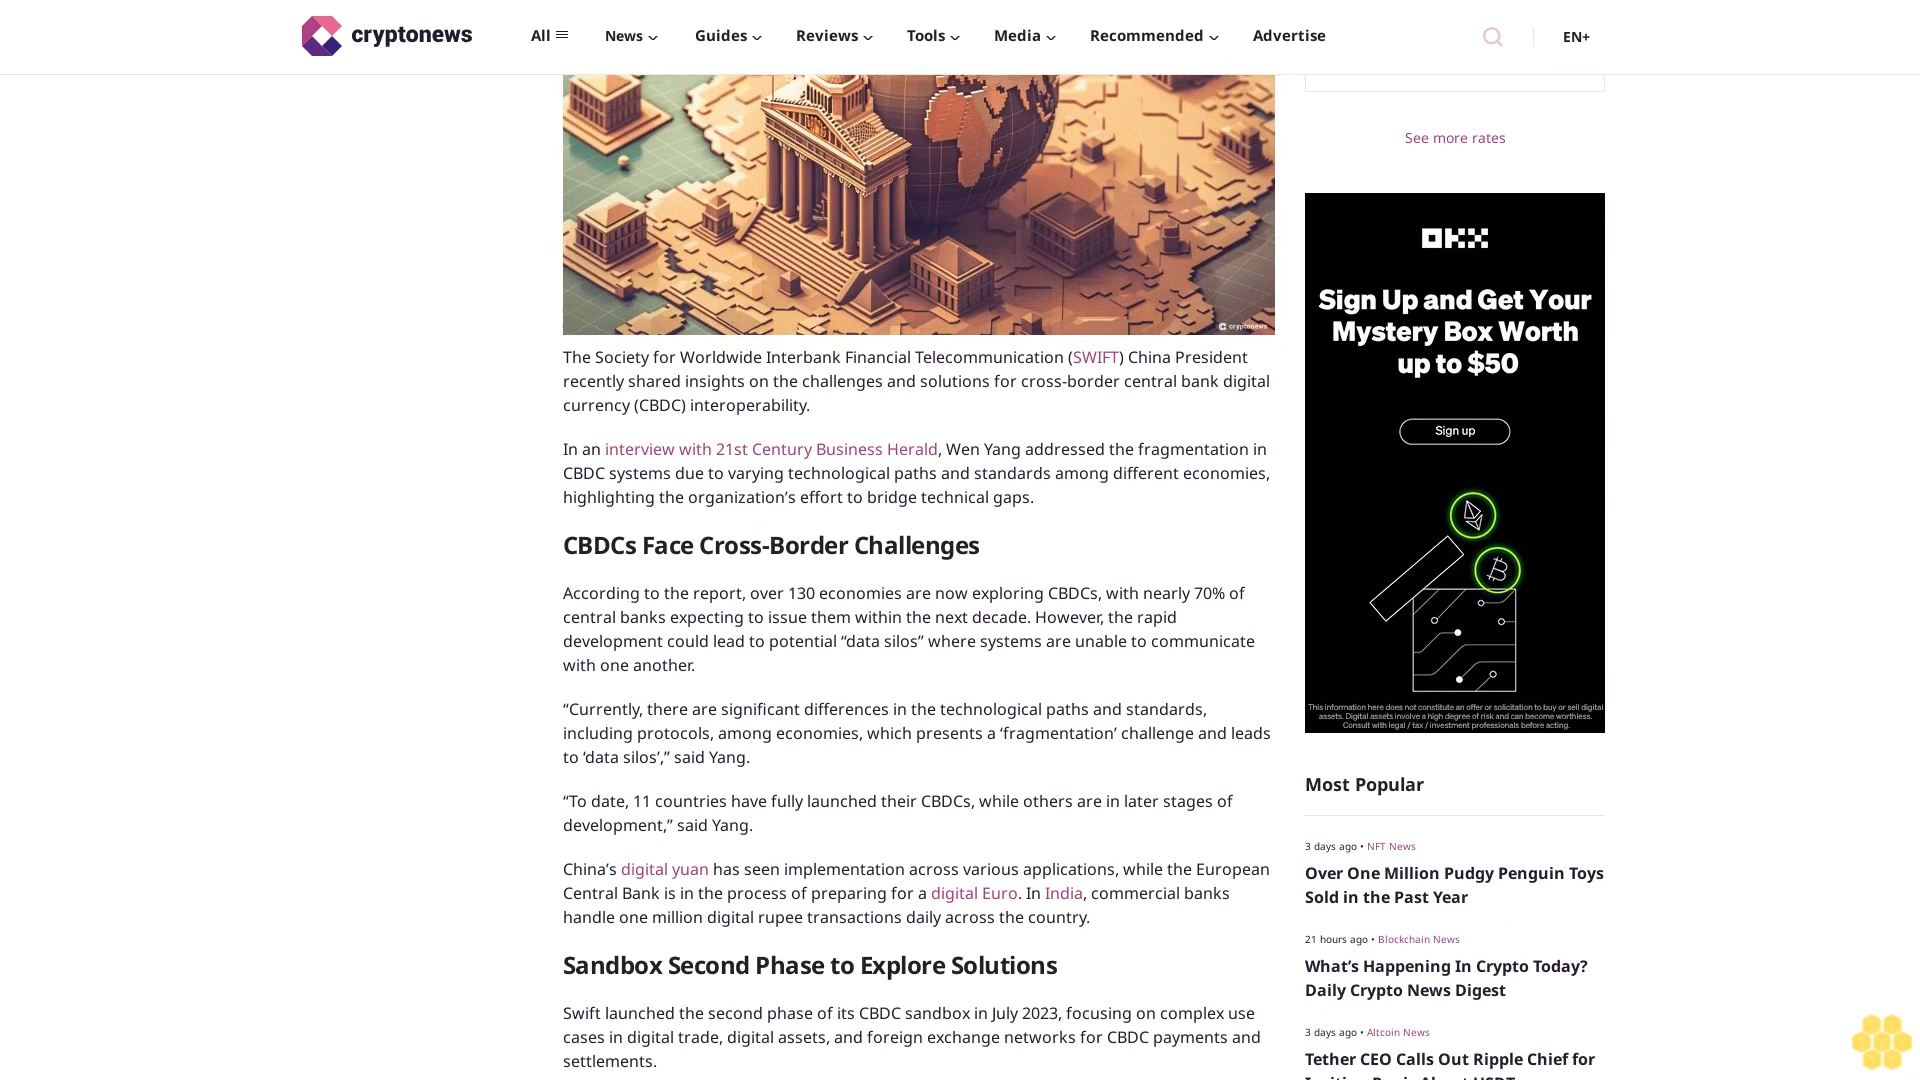 cryptonews
All
News
Guides
Reviews
Tools
Media
Recommended
Advertise
EN+
cryptonews
The Society for Worldwide Interbank Financial Telecommunication (SWIFT) China President
recently shared insights on the challenges and solutions for cross-border central bank digital
currency (CBDC) interoperability.
In an interview with 21st Century Business Herald, Wen Yang addressed the fragmentation in
CBDC systems due to varying technological paths and standards among different economies,
highlighting the organization’s effort to bridge technical gaps.
CBDCs Face Cross-Border Challenges
According to the report, over 130 economies are now exploring CBDCs, with nearly 70% of
central banks expecting to issue them within the next decade. However, the rapid
development could lead to potential “data silos” where systems are unable to communicate
with one another.
“Currently, there are significant differences in the technological paths and standards,
including protocols, among economies, which presents a ‘fragmentation’ challenge and leads
to ‘data silos’,” said Yang.
“To date, 11 countries have fully launched their CBDCs, while others are in later stages of
development,” said Yang.
China’s digital yuan has seen implementation across various applications, while the European
Central Bank is in the process of preparing for a digital Euro. In India, commercial banks
handle one million digital rupee transactions daily across the country.
Sandbox Second Phase to Explore Solutions
Swift launched the second phase of its CBDC sandbox in July 2023, focusing on complex use
cases in digital trade, digital assets, and foreign exchange networks for CBDC payments and
settlements.
See more rates
OKX
Sign Up and Get Your
Mystery Box Worth
up to $50
Sign up
This information here does not constitute an offer or solicitation to buy or sell digital
assets. Digital assets involve a high degree of risk and can become worthless.
Consult with legal / tax / investment professionals before acting.
Most Popular
3 days ago • NFT News
Over One Million Pudgy Penguin Toys
Sold in the Past Year
21 hours ago • Blockchain News
What’s Happening In Crypto Today?
Daily Crypto News Digest
3 days ago • Altcoin News
Tether CEO Calls Out Ripple Chief for